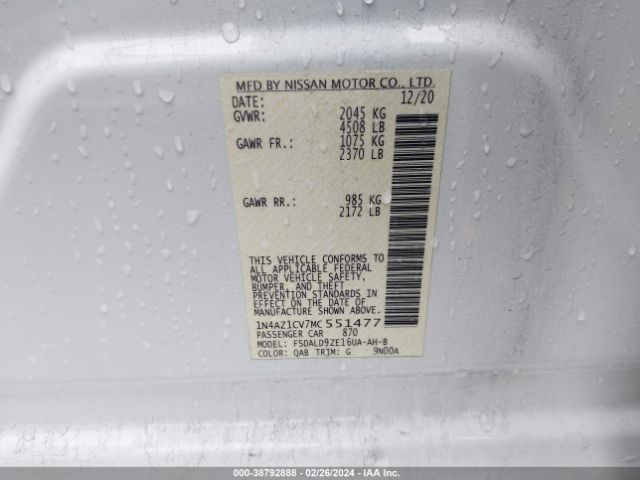 MFD BY NISSAN MOTOR CO., LTD.
DATE: 12/20
GVWR: 2045 KG
4508 LB
GAWR FR.: 1075 KG
2370 LB
GAWR RR.: 985 KG
2172 LB
THIS VEHICLE CONFORMS TO
ALL APPLICABLE FEDERAL
MOTOR VEHICLE SAFETY,
BUMPER, AND THEFT
PREVENTION STANDARDS IN
EFFECT ON THE DATE OF
MANUFACTURE SHOWN ABOVE.
1N4AZ1CV7MC551477
PASSENGER CAR 870
MODEL: FSDALD9ZE16UA-AH-B
COLOR: QAB TRIM: G 9N00A
000-38792888 - 02/26/2024 - IAA Inc.